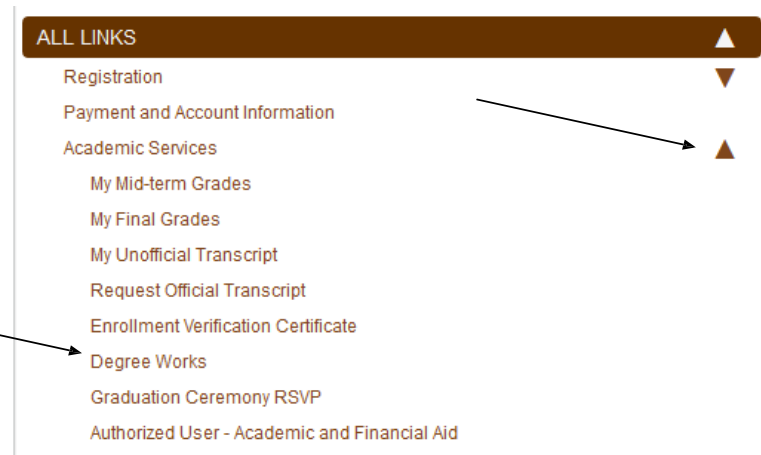 ALL LINKS
Registration
Payment and Account Information
Academic Services
My Mid-term Grades
My Final Grades
My Unofficial Transcript
Request Official Transcript
Enrollment Verification Certificate
Degree Works
Graduation Ceremony RSVP
Authorized User - Academic and Financial Aid